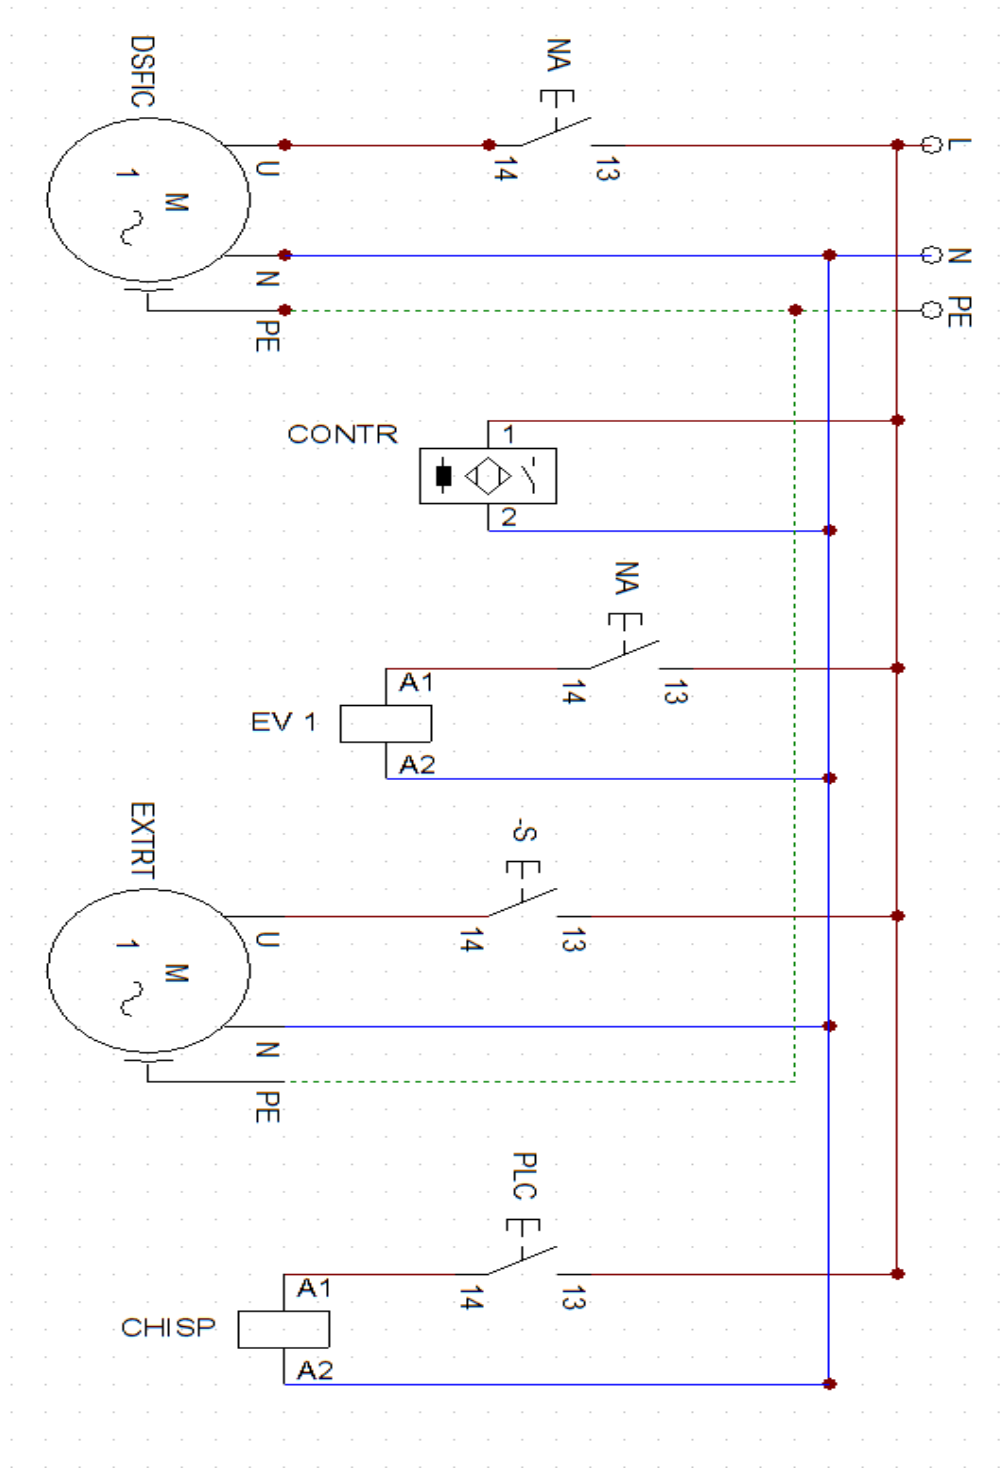 DSFIC
NA
L
U
14
13
1
M
N
N
PE
PE
CONTR
1
2
NA
A1
14
13
EV 1
A2
EXTRT
-S
U
14
13
1
M
N
PE
PLC
A1
14
13
CHISP
A2